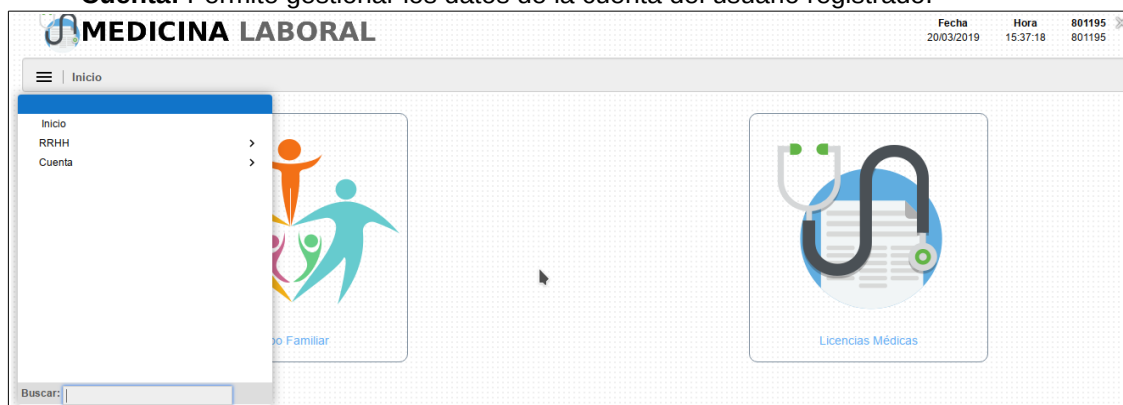 Cuenta: Permite gestionar los datos de la cuenta del usuario registrado.
MEDICINA LABORAL
Fecha Hora 801195
20/03/2019 15:37:18 801195
Inicio
Inicio
RRHH
Cuenta
Familiar
Licencias Médicas
Buscar: